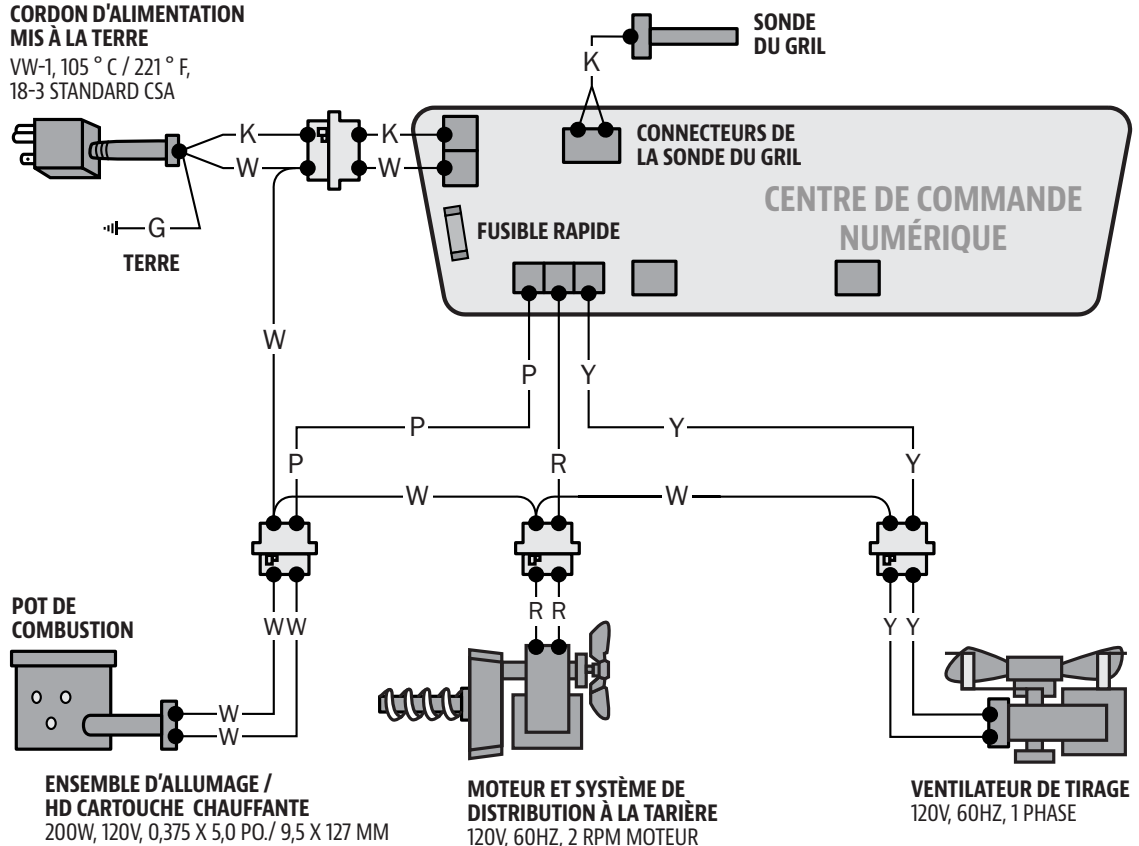 CORDON D'ALIMENTATION
MIS À LA TERRE
VW-1, 105 ° C / 221 ° F,
18-3 STANDARD CSA
SONDE
DU GRIL
K
K
K
W
W
CONNECTEURS DE
LA SONDE DU GRIL
CENTRE DE COMMANDE
NUMÉRIQUE
G
TERRE
FUSIBLE RAPIDE
W
P
Y
P
Y
P
R
Y
W
W
POT DE
COMBUSTION
W W
R R
Y Y
W
W
ENSEMBLE D'ALLUMAGE /
HD CARTOUCHE CHAUFFANTE
200W, 120V, 0,375 X 5,0 PO./ 9,5 X 127 MM
MOTEUR ET SYSTÈME DE
DISTRIBUTION À LA TARIÈRE
120V, 60HZ, 2 RPM MOTEUR
VENTILATEUR DE TIRAGE
120V, 60HZ, 1 PHASE